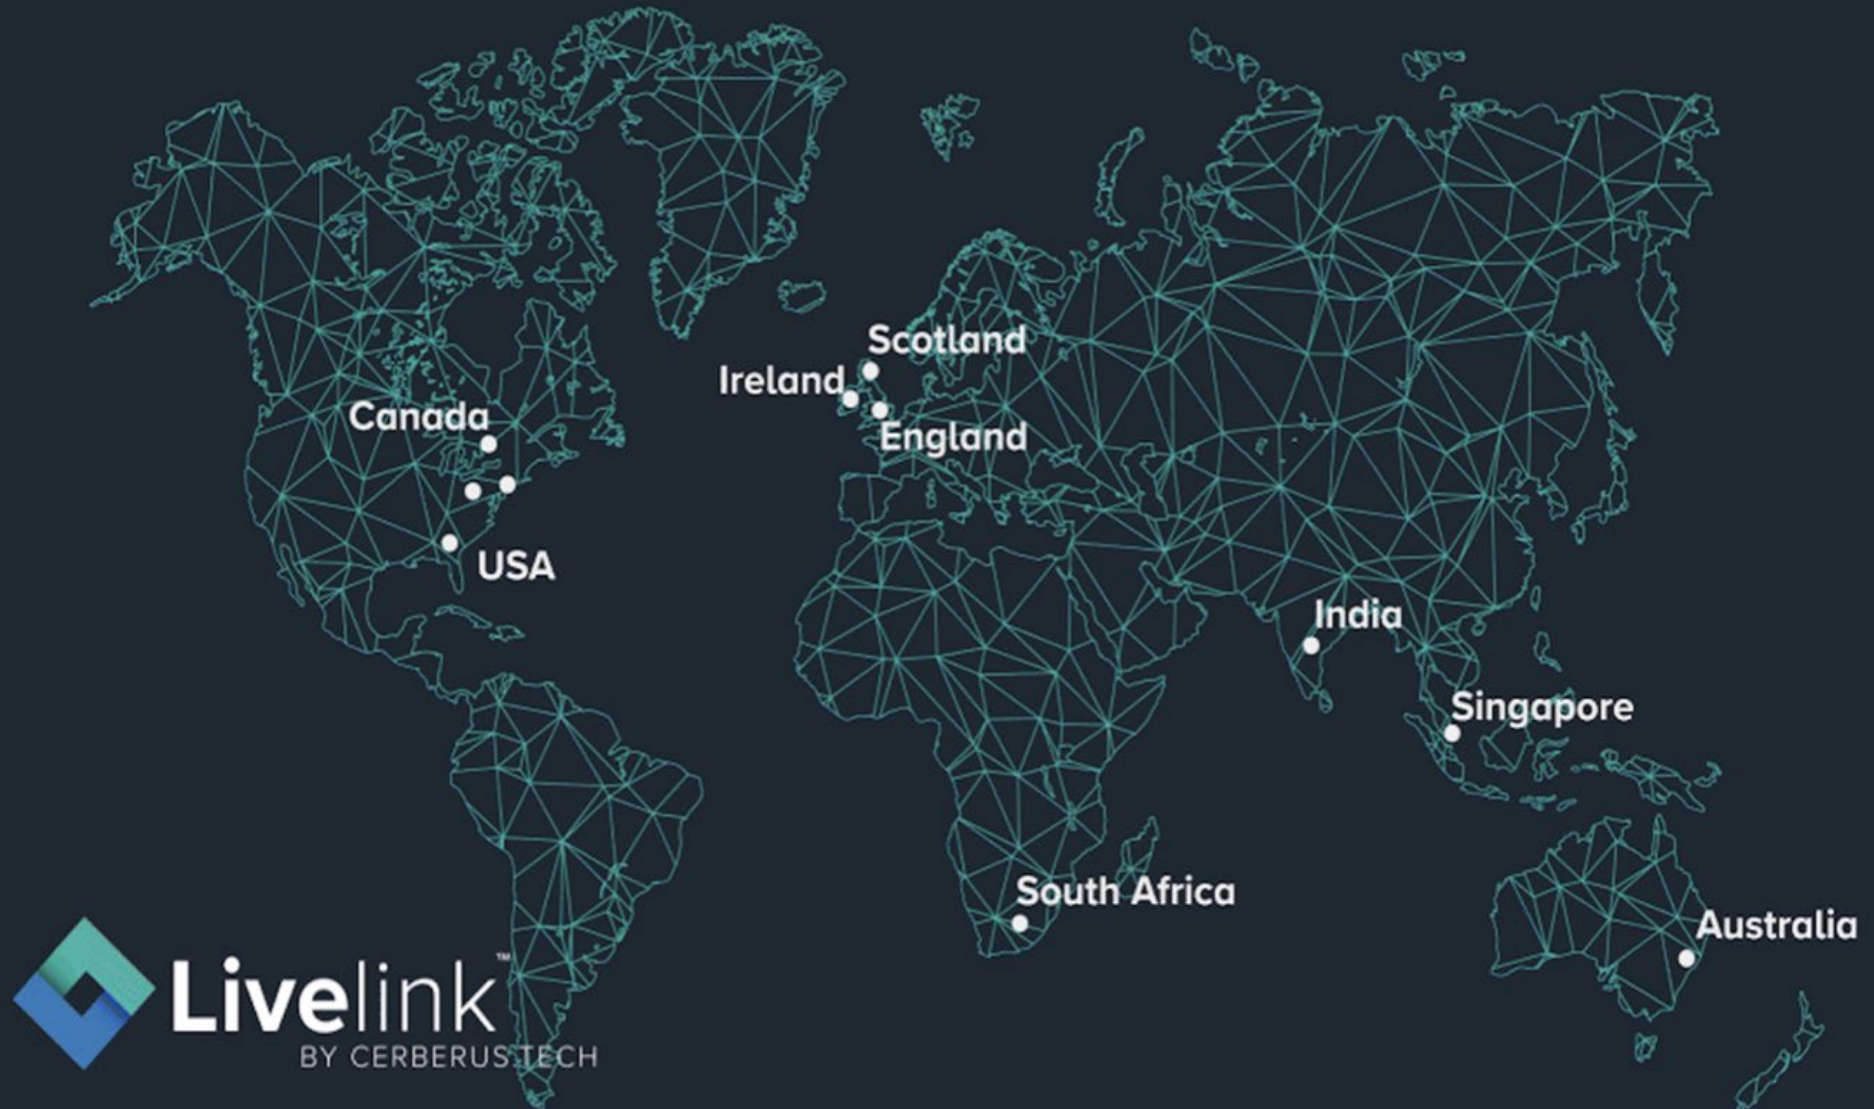 Scotland
Ireland
Canada
England
USA
India
Singapore
South Africa
Australia
Livelink™
BY CERBERUS TECH